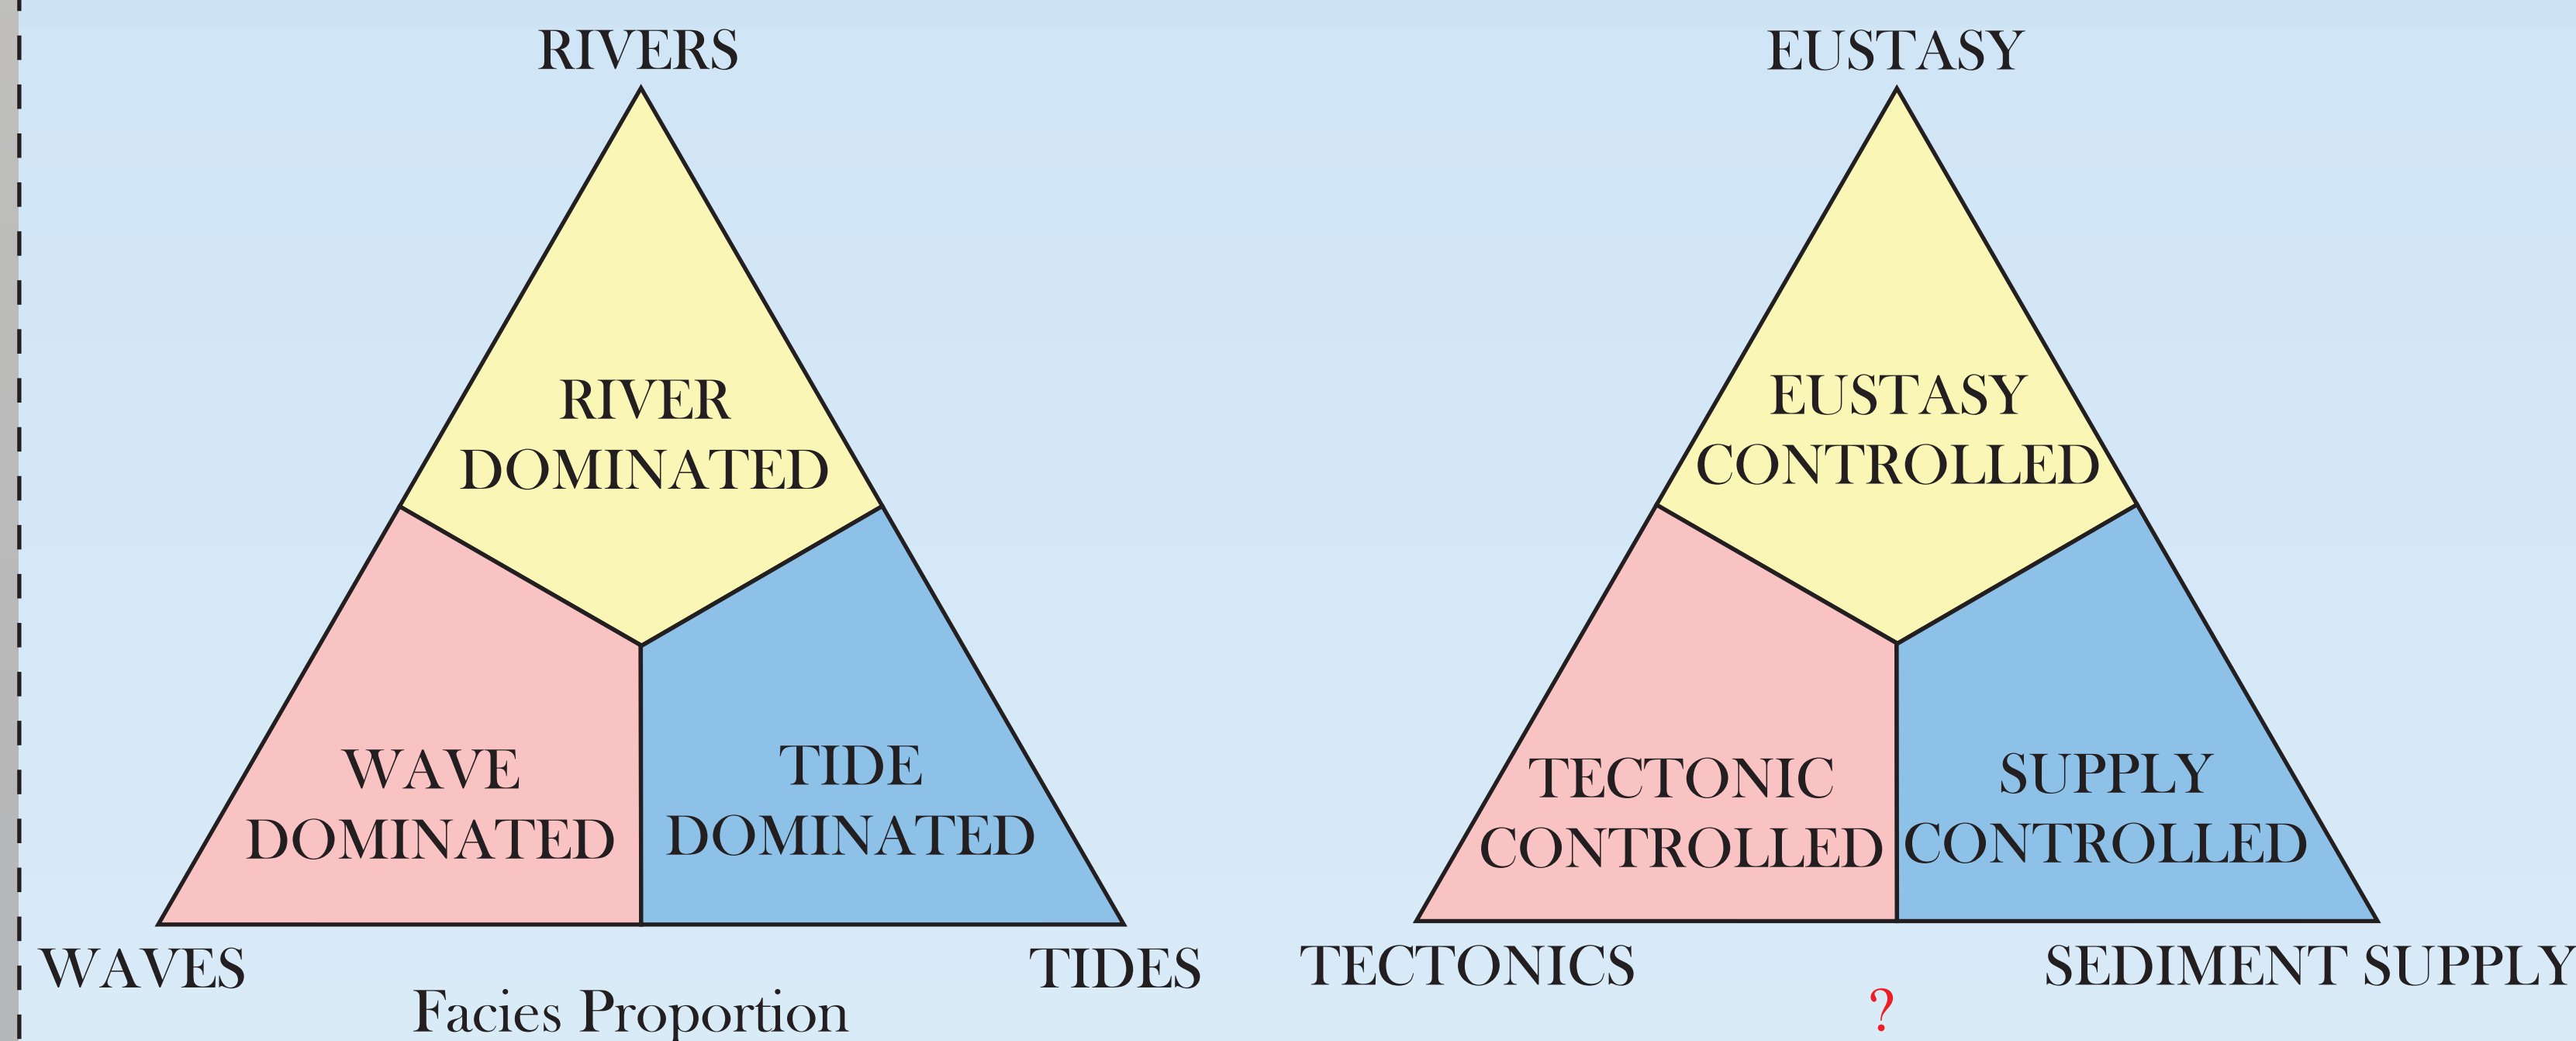 RIVERS
RIVER
DOMINATED
WAVE
DOMINATED
TIDE
DOMINATED
WAVES
TIDES
Facies Proportion
EUSTASY
EUSTASY
CONTROLLED
TECTONIC
CONTROLLED
SUPPLY
CONTROLLED
TECTONICS
SEDIMENT SUPPLY
?